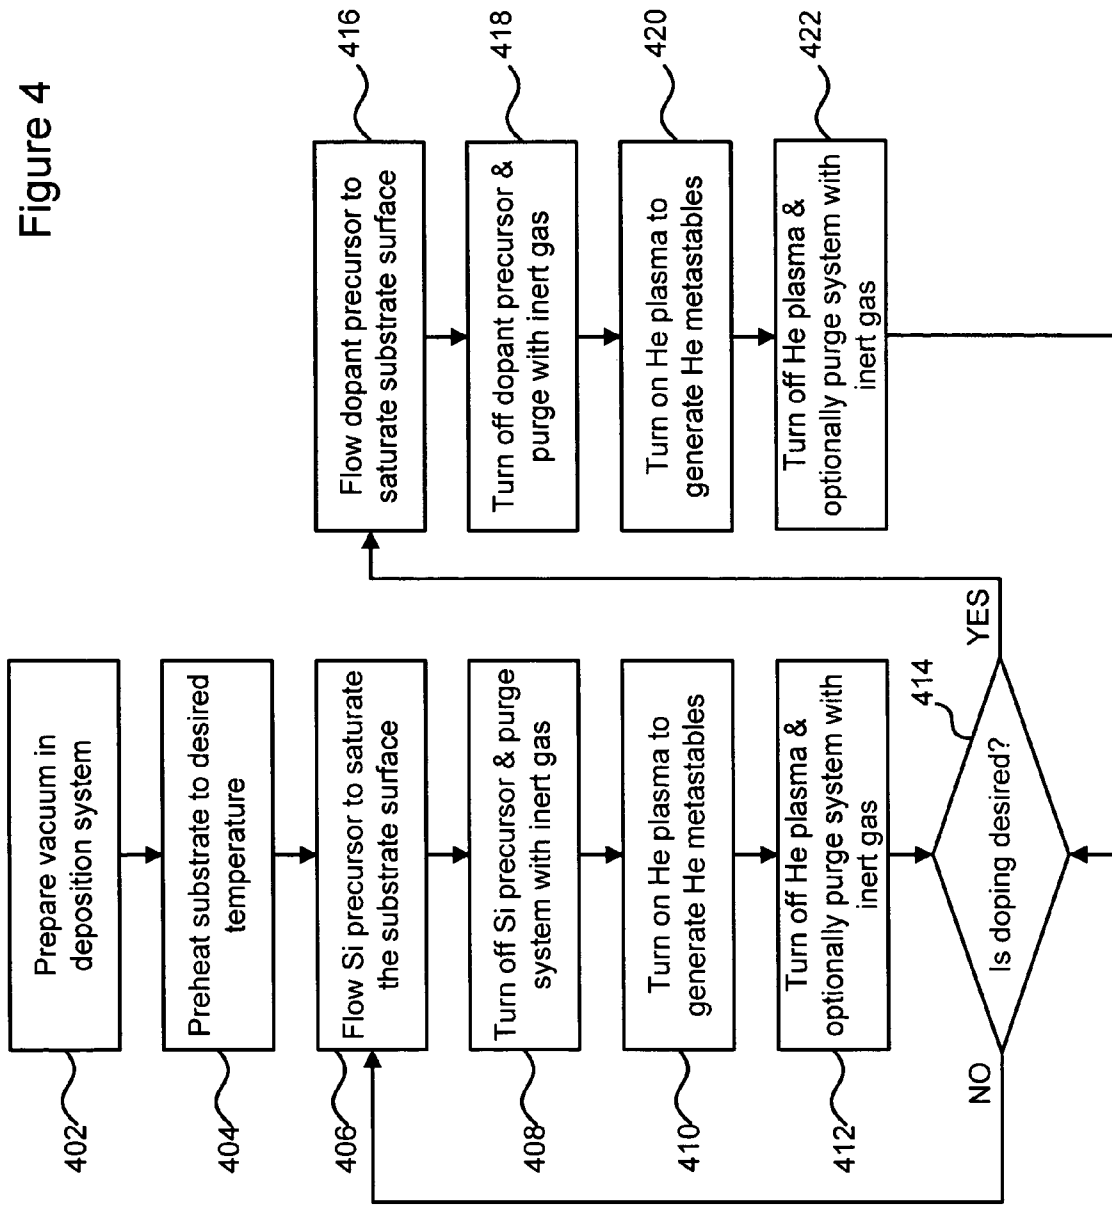 Figure 4
402
Prepare vacuum in
deposition system
404
Preheat substrate to desired
temperature
406
Flow Si precursor to saturate
the substrate surface
408
Turn off Si precursor & purge
system with inert gas
410
Turn on He plasma to
generate He metastables
412
Turn off He plasma &
optionally purge system with
inert gas
414
Is doping desired?
NO
YES
416
Flow dopant precursor to
saturate substrate surface
418
Turn off dopant precursor &
purge with inert gas
420
Turn on He plasma to
generate He metastables
422
Turn off He plasma &
optionally purge system with
inert gas